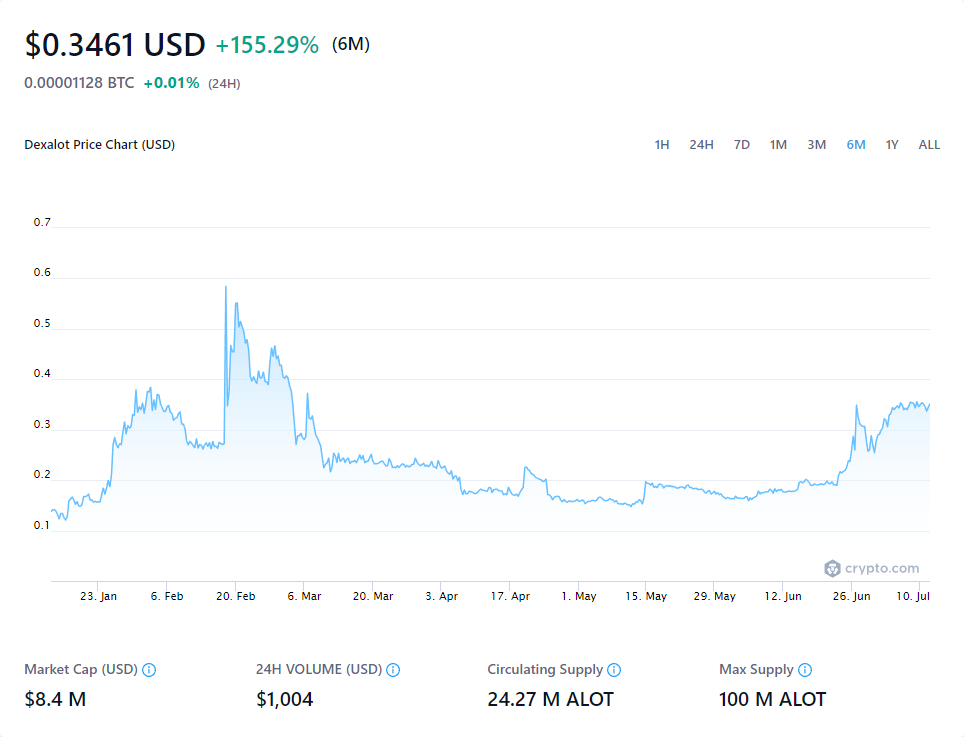 $0.3461 USD +155.29% (6M)
0.00001128 BTC +0.01% (24H)
Dexalot Price Chart (USD) 1H 24H 7D 1M 3M 6M 1Y ALL
0.7
0.6
0.5
0.4
0.3
0.2
0.1
crypto.com
23. Jan 6. Feb 20. Feb 6. Mar 20. Mar 3. Apr 17. Apr 1. May 15. May 29. May 12. Jun 26. Jun 10. Jul
Market Cap (USD) 24H VOLUME (USD) Circulating Supply Max Supply
$8.4 M $1,004 24.27 M ALOT 100 M ALOT